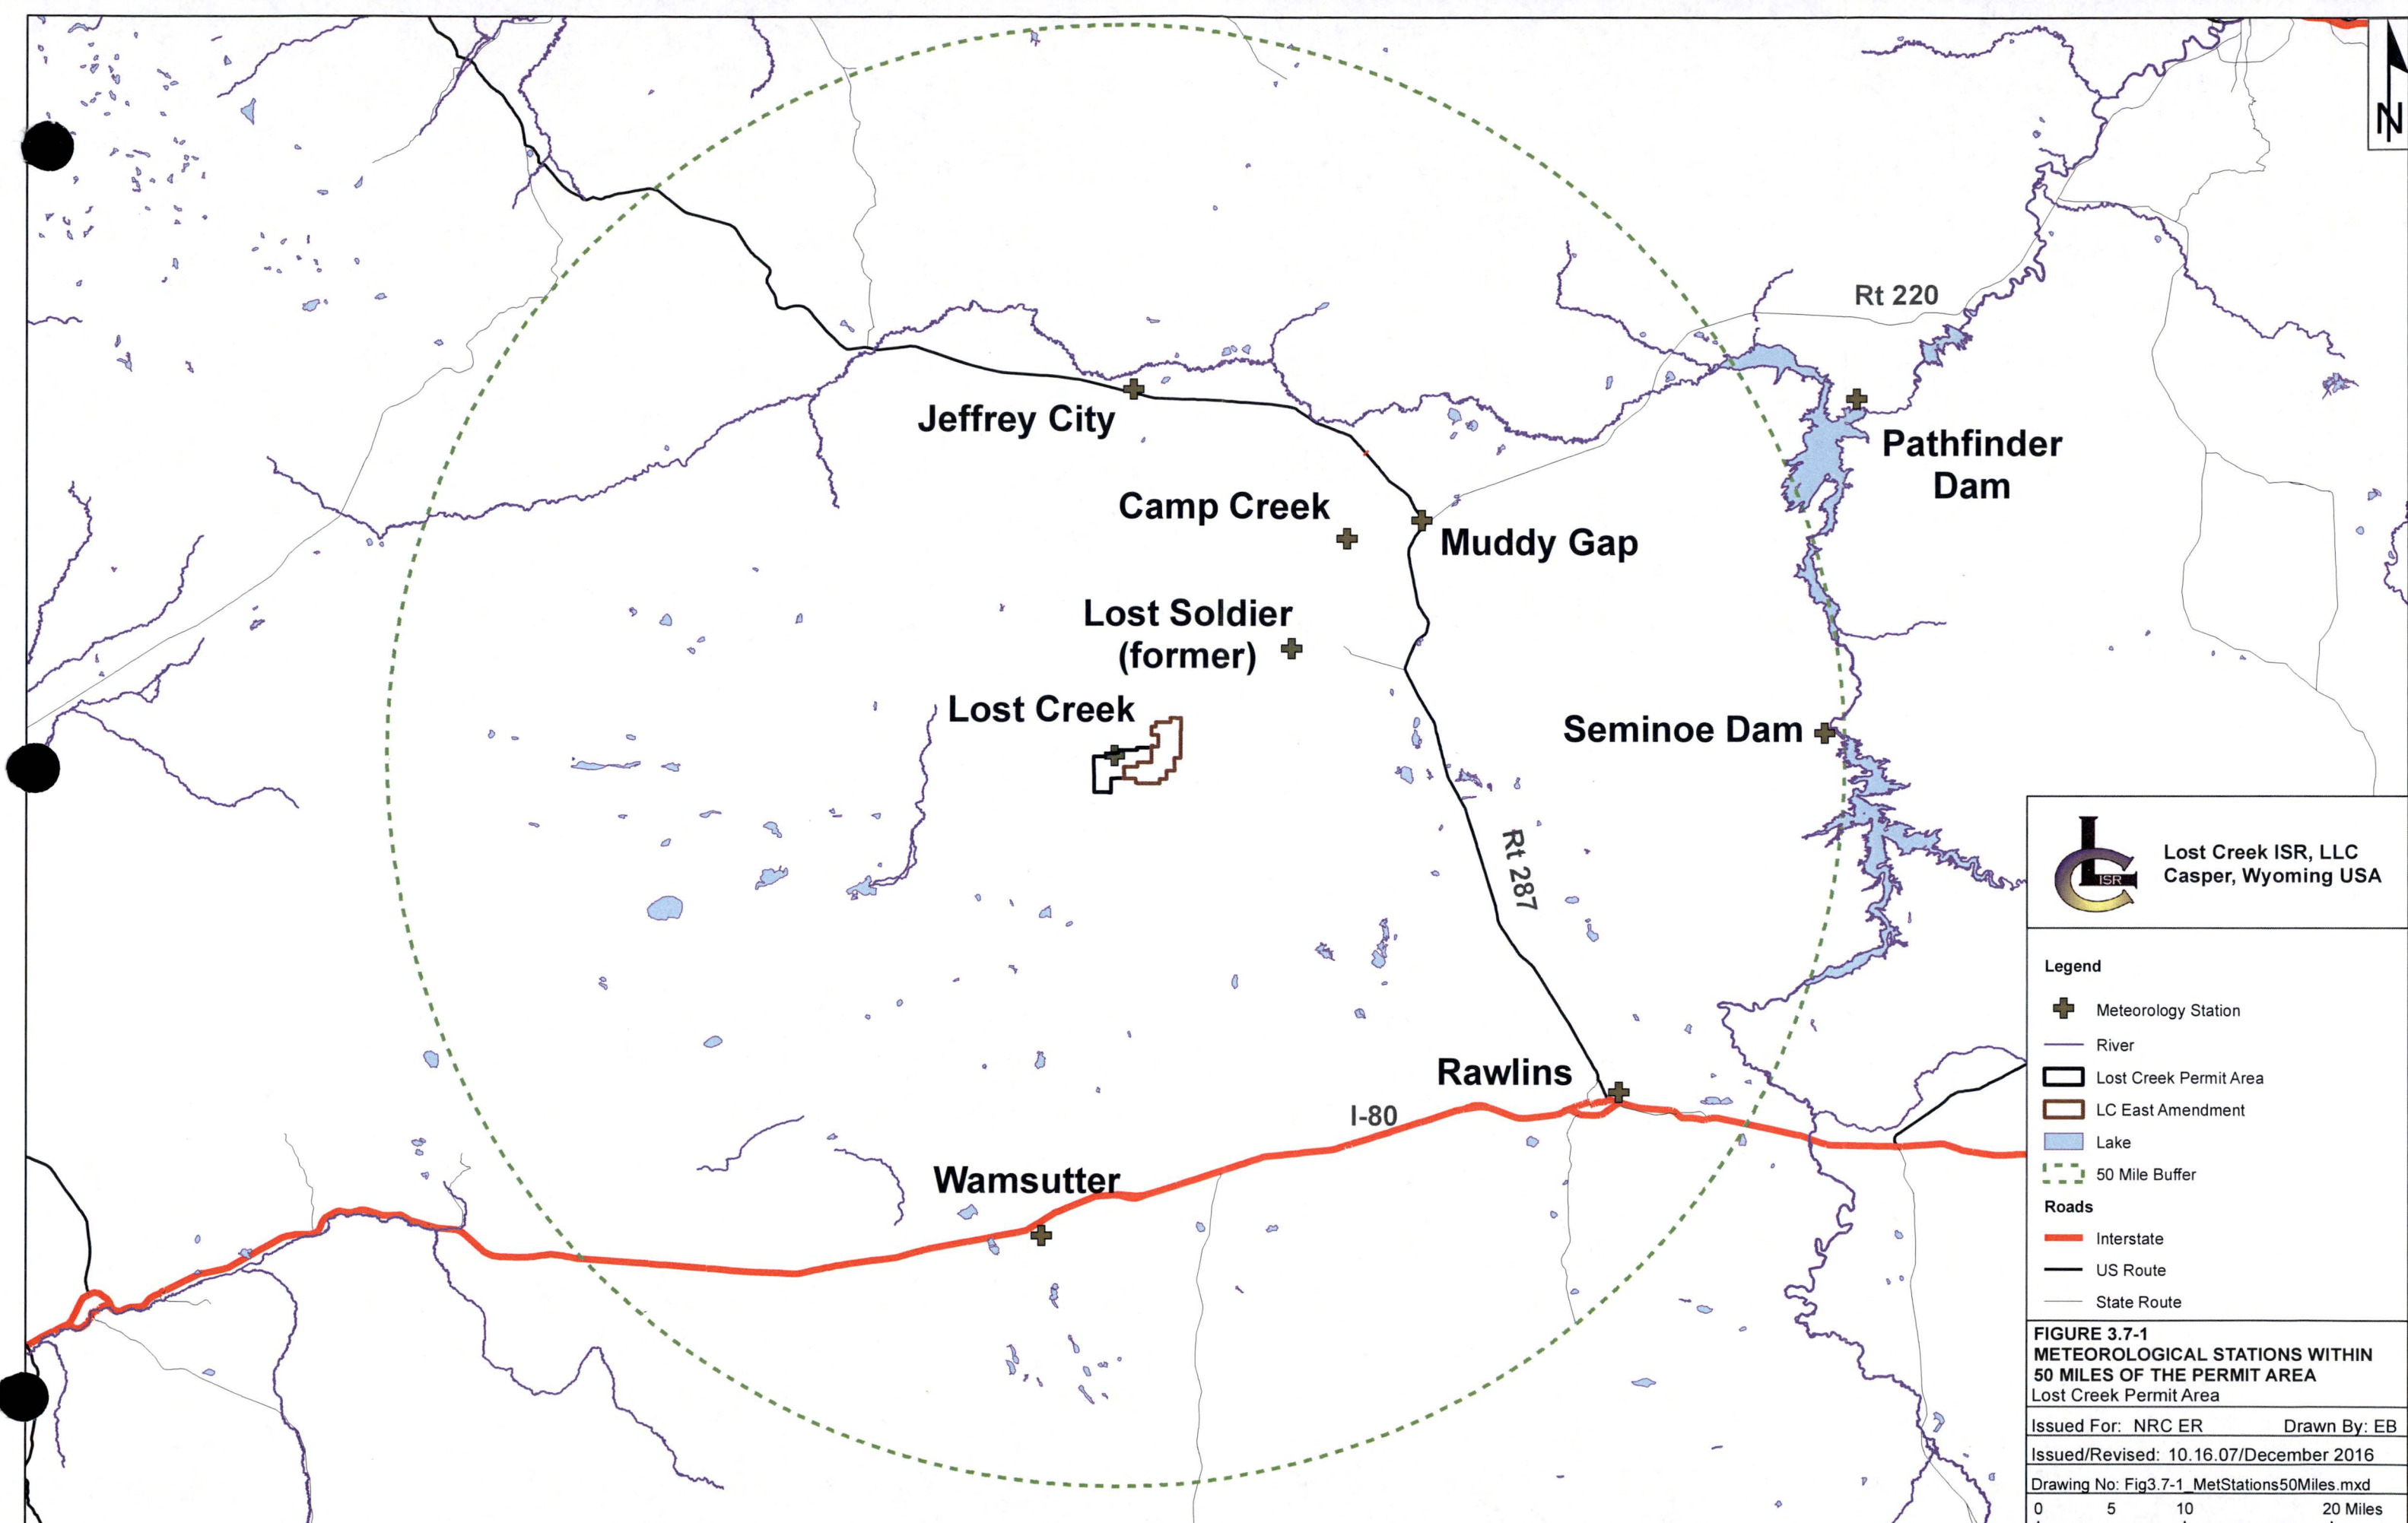 N
Rt 220
Jeffrey City
Pathfinder
Dam
Camp Creek
Muddy Gap
Lost Soldier
(former)
Lost Creek
Seminoe Dam
Rt 287
Rawlins
I-80
Wamsutter
LC
ISR
Lost Creek ISR, LLC
Casper, Wyoming USA
Legend
Meteorology Station
River
Lost Creek Permit Area
LC East Amendment
Lake
50 Mile Buffer
Roads
Interstate
US Route
State Route
FIGURE 3.7-1
METEOROLOGICAL STATIONS WITHIN
50 MILES OF THE PERMIT AREA
Lost Creek Permit Area
Issued For: NRC ER Drawn By: EB
Issued/Revised: 10.16.07/December 2016
Drawing No: Fig3.7-1_MetStations50Miles.mxd
0 5 10 20 Miles